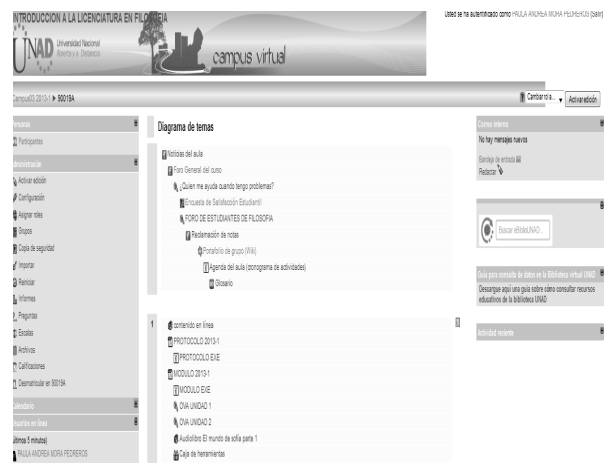 INTRODUCCION A LA LICENCIATURA EN FILOSOFIA
Usted se ha autentificado como PAULA ANDREA MORA PEDREROS (Salir)
UNAD Universidad Nacional
Abierta y a Distancia
campus virtual
Campus03 2013-1 ► 90019A
Cambiar rol a...
Activar edición
Personas
Participantes
Administración
Activar edición
Configuración
Asignar roles
Grupos
Copia de seguridad
Importar
Reiniciar
Informes
Preguntas
Escalas
Archivos
Calificaciones
Desmatricular en 90019A
Calendario
Usuarios en línea
(últimos 5 minutos)
PAULA ANDREA MORA PEDREROS
Diagrama de temas
Noticias del aula
Foro General del curso
¿Quien me ayuda cuando tengo problemas?
Encuesta de Satisfacción Estudiantil
FORO DE ESTUDIANTES DE FILOSOFIA
Reclamación de notas
Portafolio de grupo (Wiki)
Agenda del aula (cronograma de actividades)
Glosario
1
contenido en línea
PROTOCOLO 2013-1
PROTOCOLO EXE
MODULO 2013-1
MODULO EXE
OVA UNIDAD 1
OVA UNIDAD 2
Audiolibro El mundo de sofía parte 1
Caja de herramientas
Correo interno
No hay mensajes nuevos
Bandeja de entrada
Redactar
Buscar eBiblioUNAD...
Guía para consulta de datos en la Biblioteca virtual UNAD
Descargue aquí una guía sobre cómo consultar recursos
educativos de la biblioteca UNAD
Actividad reciente